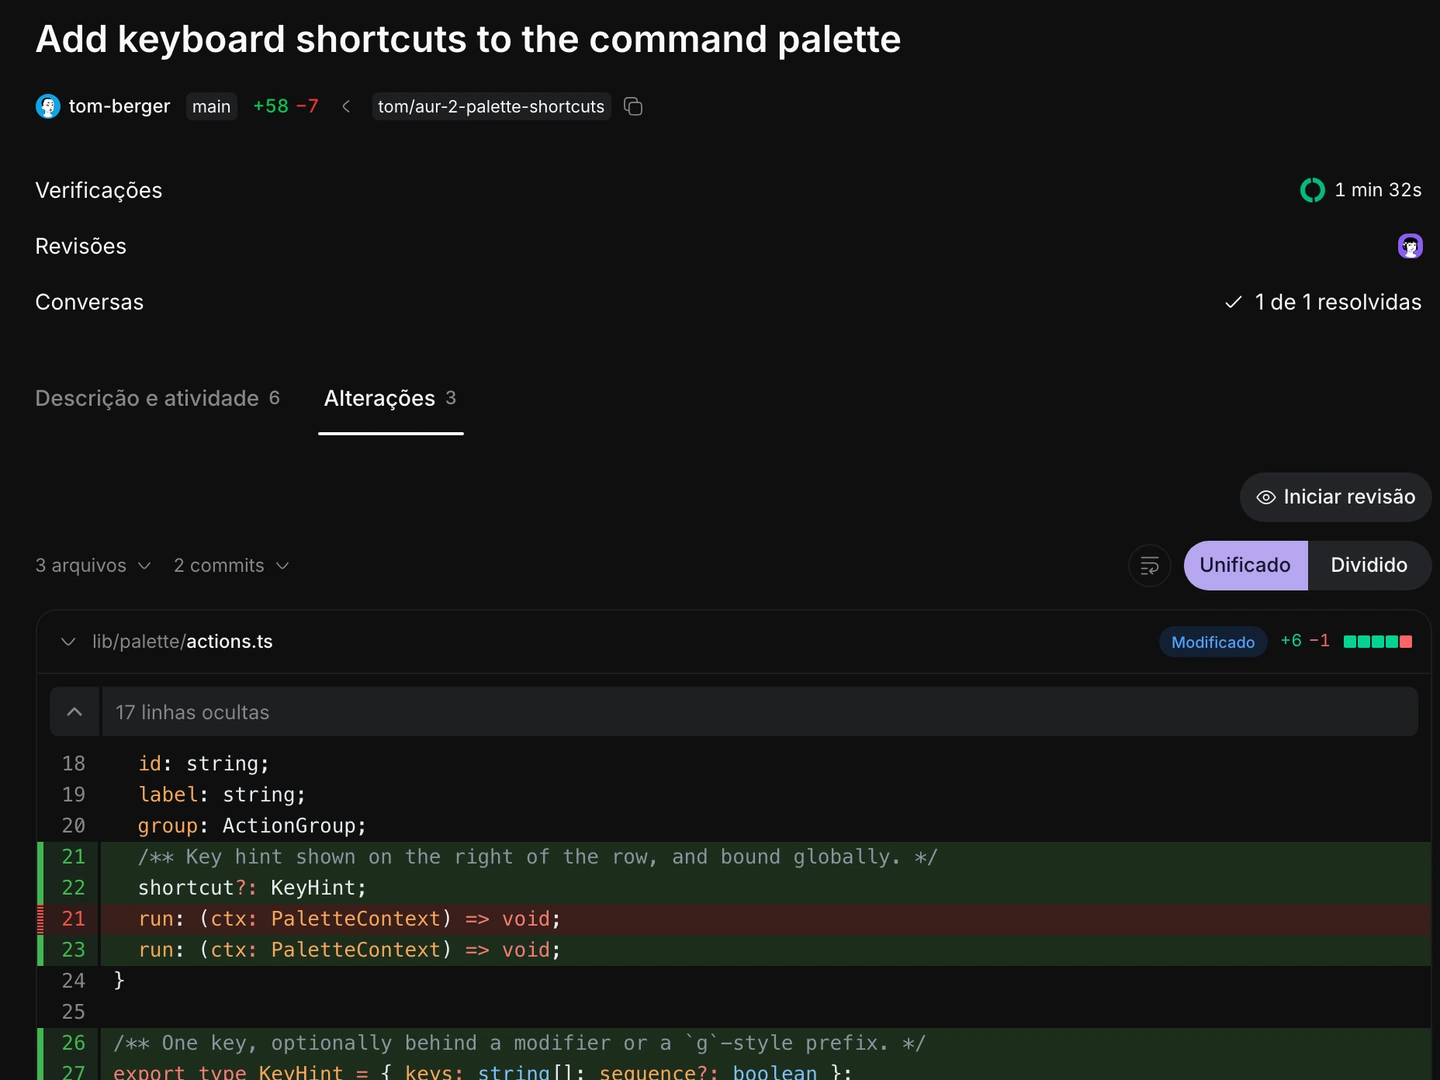 Add keyboard shortcuts to the command palette
tom-berger main +58 −7 tom/aur-2-palette-shortcuts
Verificações 1 min 32s
Revisões
Conversas 1 de 1 resolvidas
Descrição e atividade 6 Alterações 3
Iniciar revisão
3 arquivos 2 commits Unificado Dividido
lib/palette/actions.ts Modificado +6 −1
17 linhas ocultas
18 id: string;
19 label: string;
20 group: ActionGroup;
21 /** Key hint shown on the right of the row, and bound globally. */
22 shortcut?: KeyHint;
21 run: (ctx: PaletteContext) => void;
23 run: (ctx: PaletteContext) => void;
24 }
25
26 /** One key, optionally behind a modifier or a `g`-style prefix. */
27 export type KeyHint = { keys: string[]; sequence?: boolean };